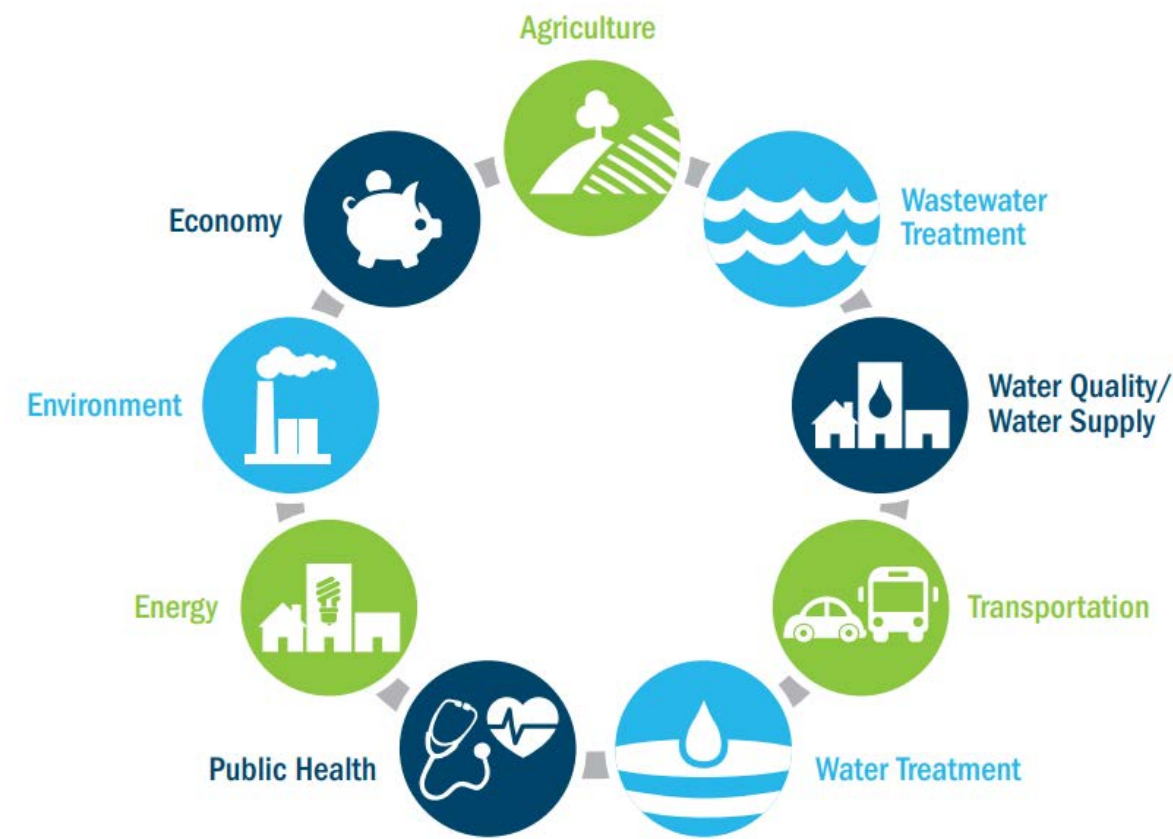 Agriculture
Wastewater
Treatment
Economy
Water Quality/
Water Supply
Environment
Energy
Transportation
Public Health
Water Treatment